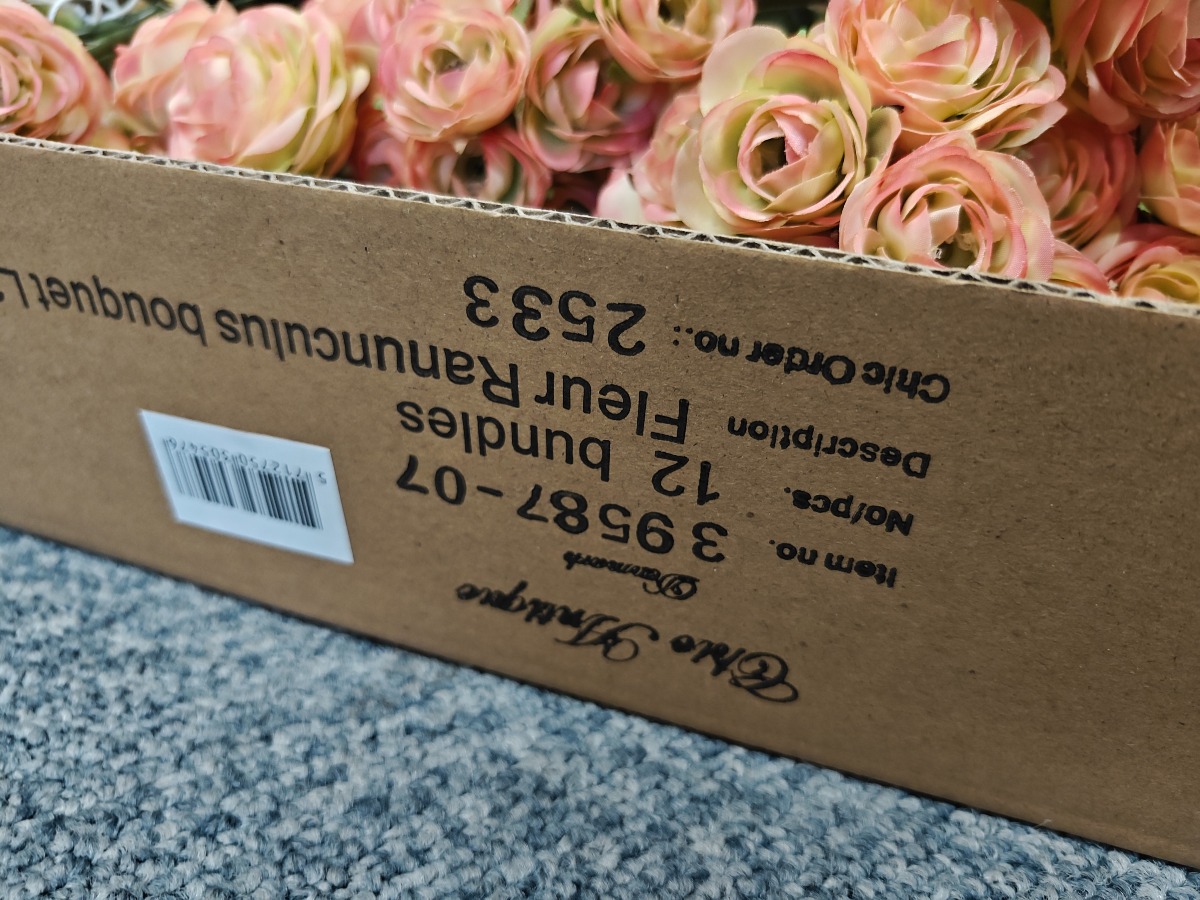 Chic Antique
Denmark
Item no. 39587-07
No/pcs. 12 bundles
Description Fleur Ranunculus bouquet
Chic Order no.: 2533